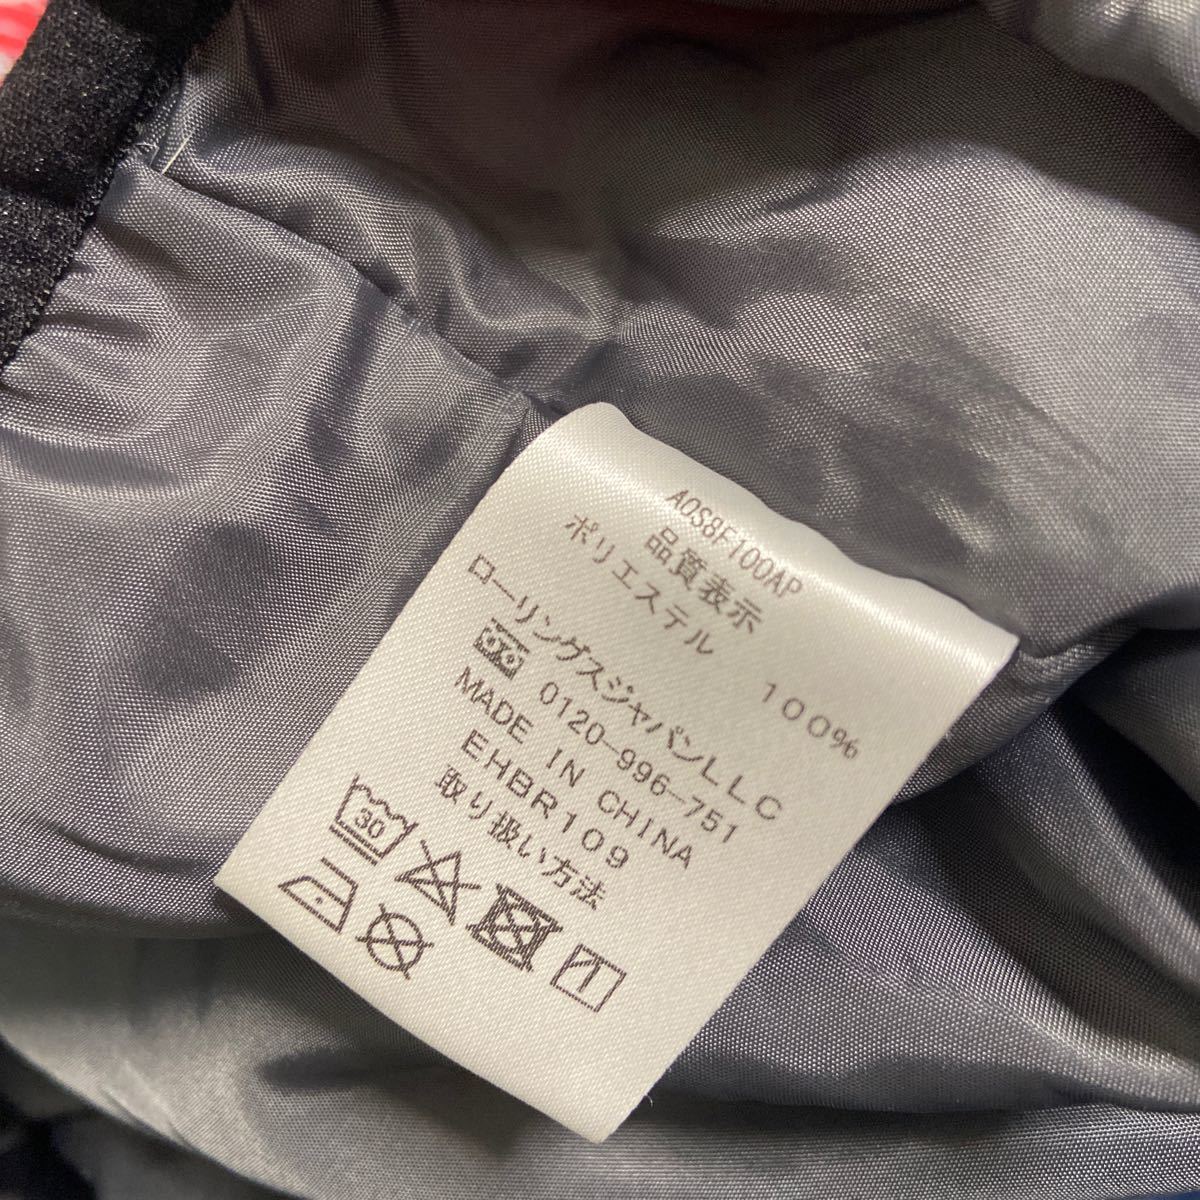 AOS8F100AP
品質表示
ポリエステル 100%
ローリングスジャパンLLC
0120-996-751
MADE IN CHINA
EHBR109
取り扱い方法
30